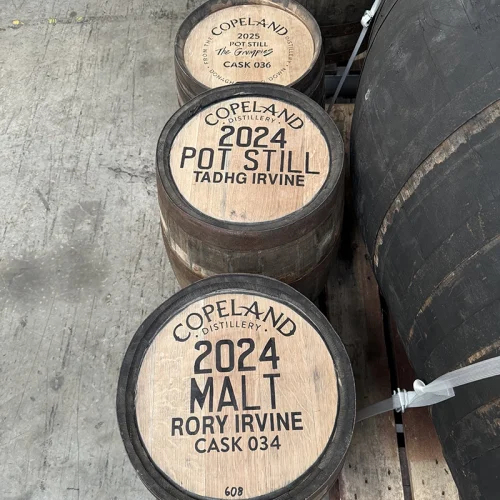 COPELAND
2025
POT STILL
CASK 036
COPELAND
· DISTILLERY ·
2024
POT STILL
TADHG IRVINE
COPELAND
· DISTILLERY ·
2024
MALT
RORY IRVINE
CASK 034
608